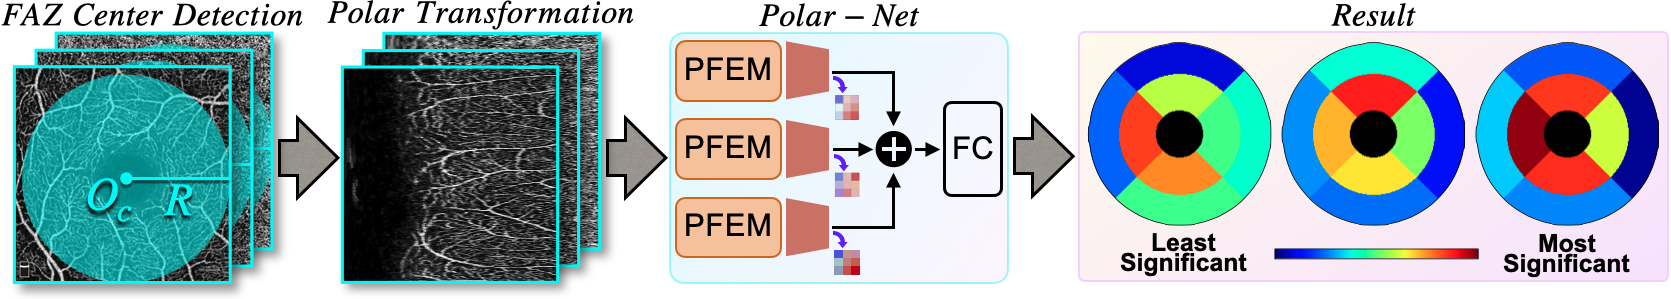 FAZ Center Detection
Polar Transformation
Polar – Net
Result
O_c R
PFEM
PFEM
PFEM
+
FC
Least
Significant
Most
Significant